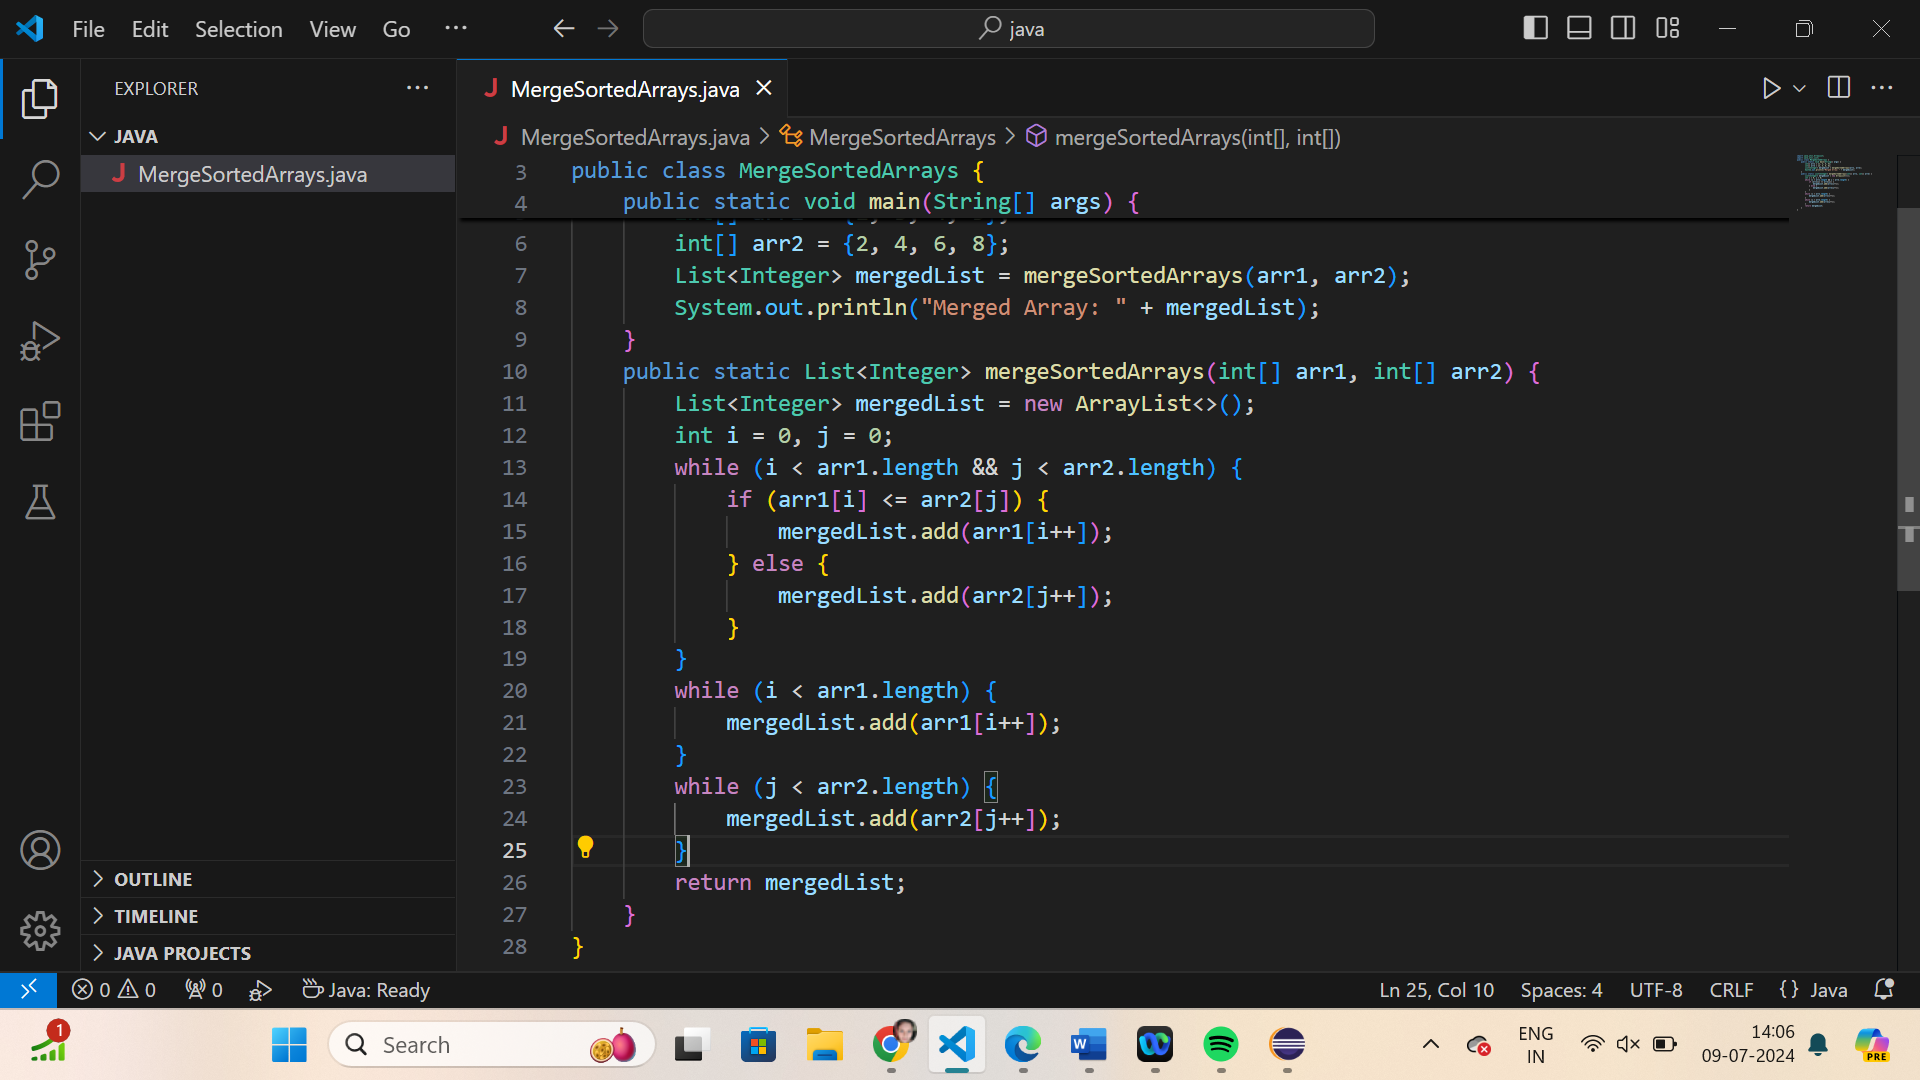 File Edit Selection View Go ...
java
EXPLORER
JAVA
MergeSortedArrays.java
OUTLINE
TIMELINE
JAVA PROJECTS
J MergeSortedArrays.java
J MergeSortedArrays.java > MergeSortedArrays > mergeSortedArrays(int[], int[])
3 public class MergeSortedArrays {
4 public static void main(String[] args) {
6 int[] arr2 = {2, 4, 6, 8};
7 List<Integer> mergedList = mergeSortedArrays(arr1, arr2);
8 System.out.println("Merged Array: " + mergedList);
9 }
10 public static List<Integer> mergeSortedArrays(int[] arr1, int[] arr2) {
11 List<Integer> mergedList = new ArrayList<>();
12 int i = 0, j = 0;
13 while (i < arr1.length && j < arr2.length) {
14 if (arr1[i] <= arr2[j]) {
15 mergedList.add(arr1[i++]);
16 } else {
17 mergedList.add(arr2[j++]);
18 }
19 }
20 while (i < arr1.length) {
21 mergedList.add(arr1[i++]);
22 }
23 while (j < arr2.length) {
24 mergedList.add(arr2[j++]);
25 }
26 return mergedList;
27 }
28 }
0 0 0 Java: Ready
Ln 25, Col 10 Spaces: 4 UTF-8 CRLF {} Java
1
Search
ENG
IN
14:06
09-07-2024
PRE